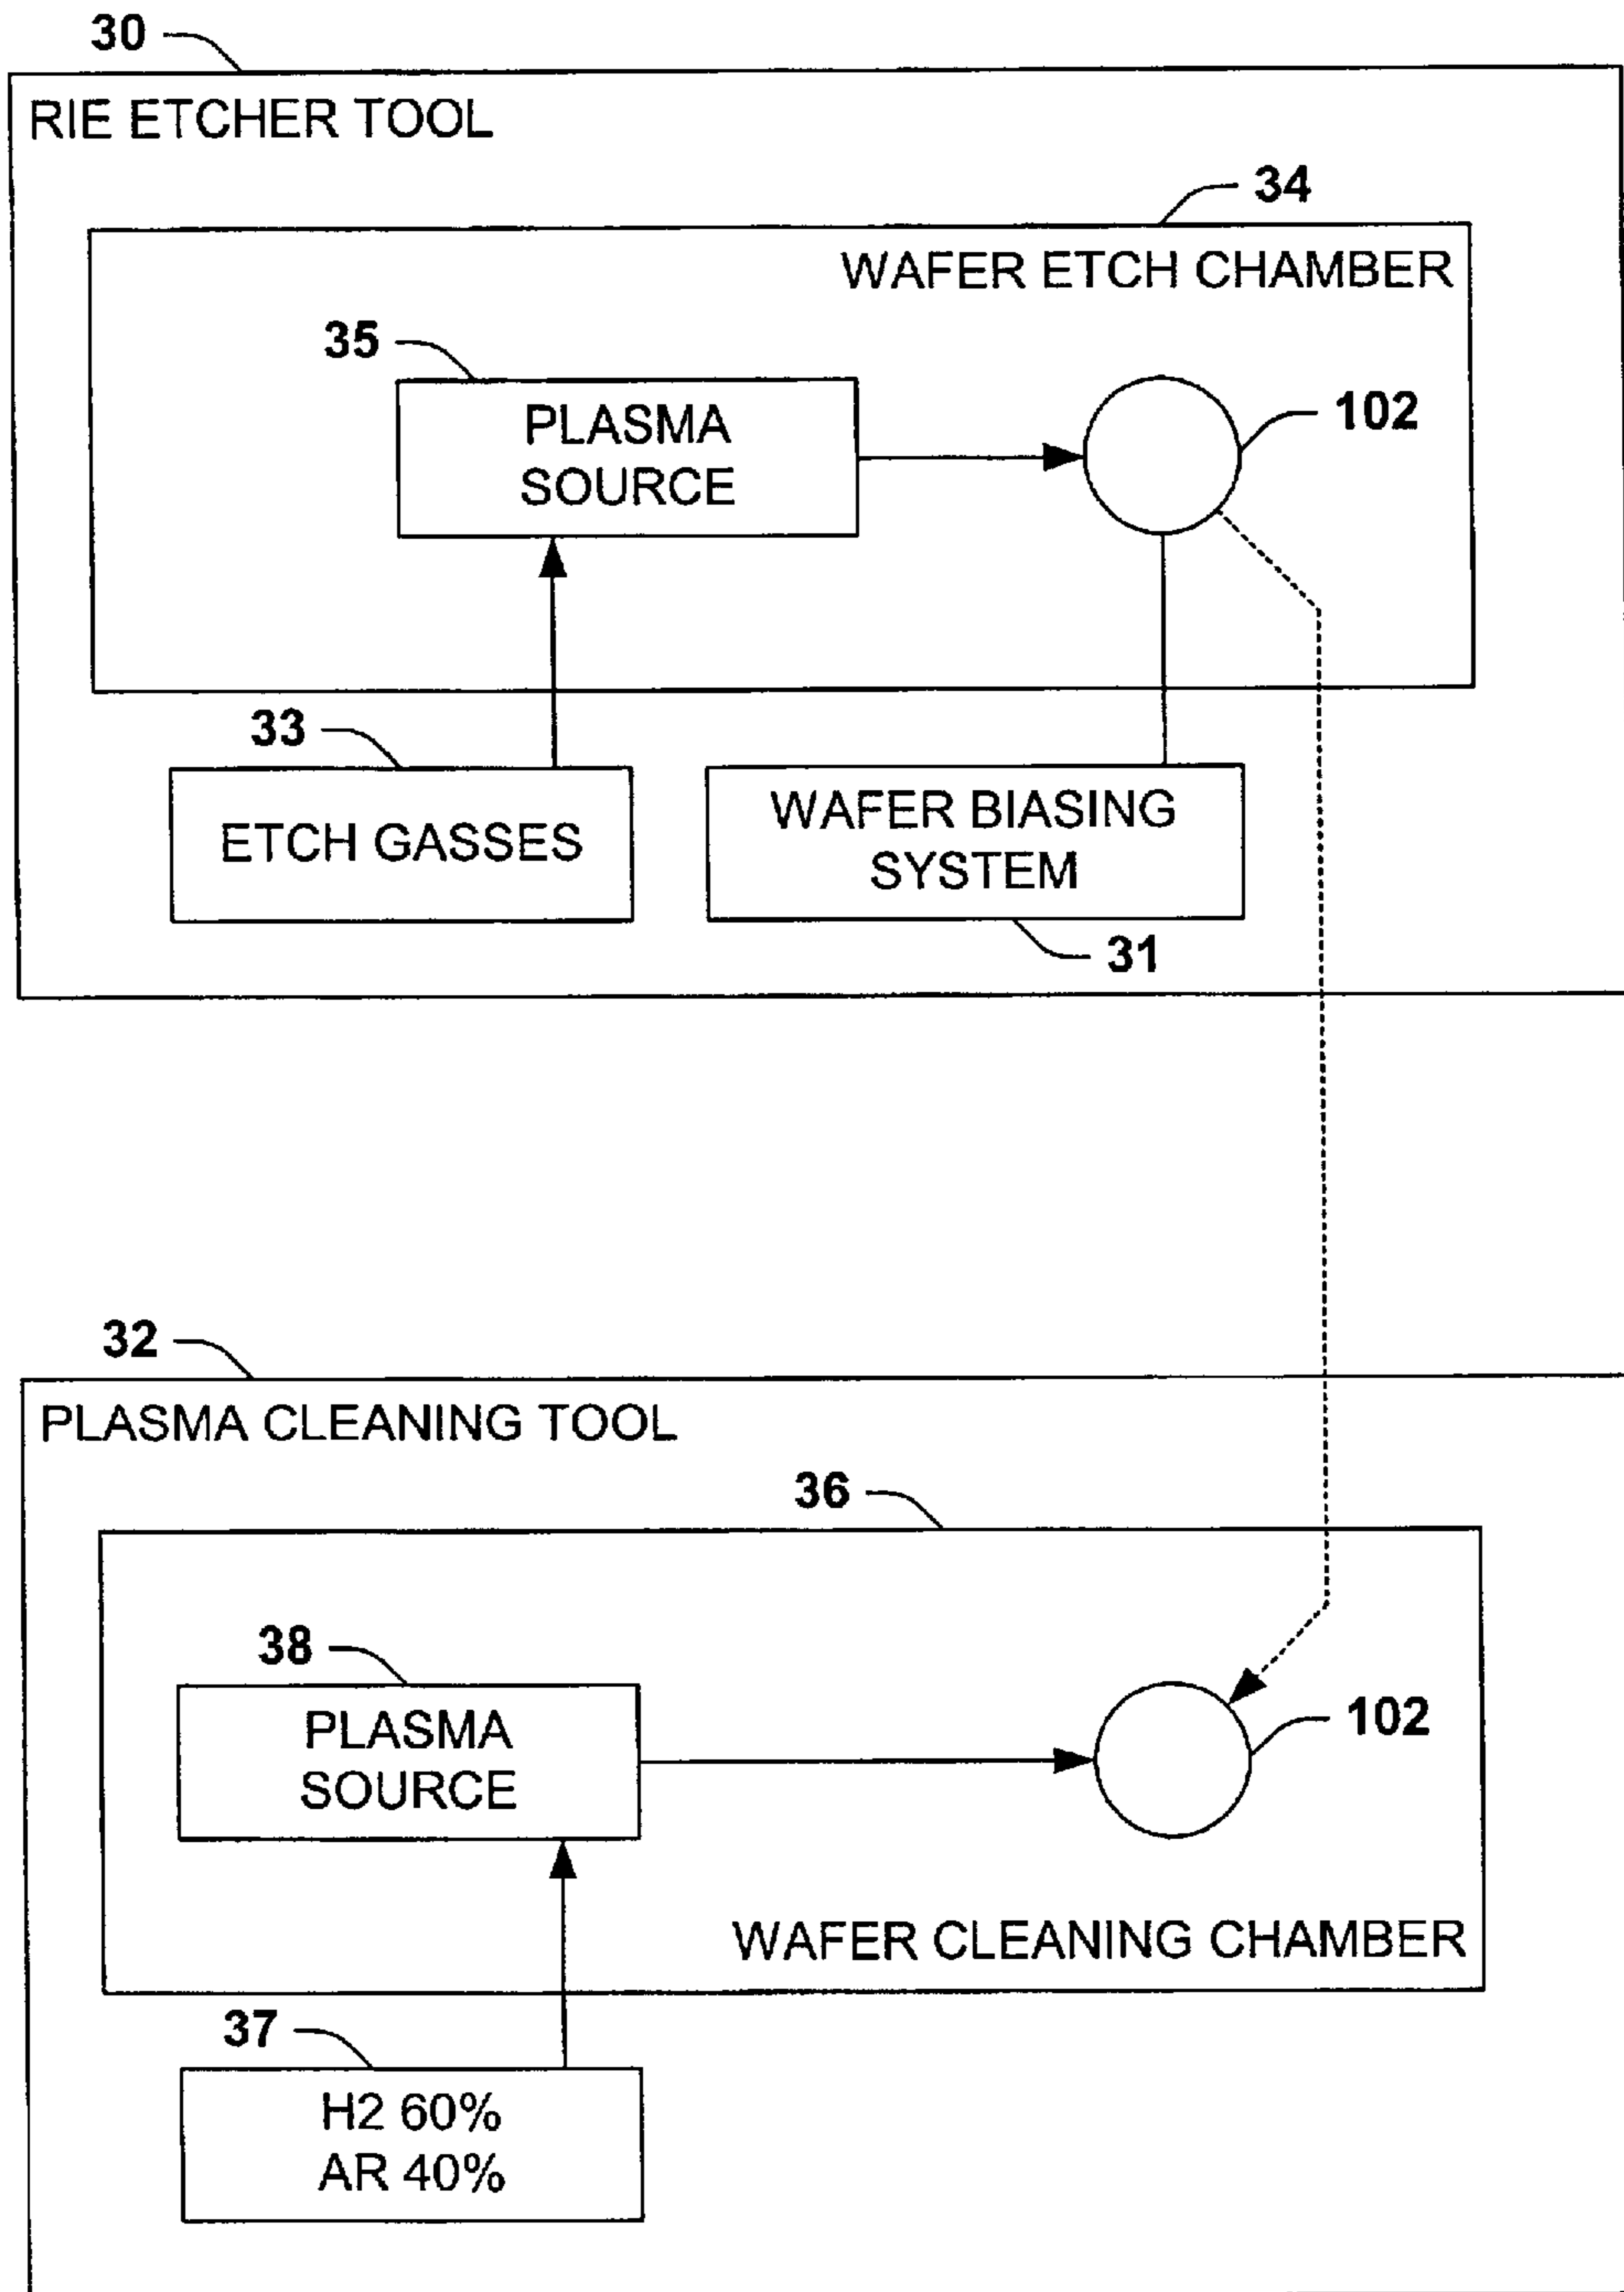 30
RIE ETCHER TOOL
34
WAFER ETCH CHAMBER
35
PLASMA
SOURCE
102
33
ETCH GASSES
WAFER BIASING
SYSTEM
31
32
PLASMA CLEANING TOOL
36
38
PLASMA
SOURCE
102
WAFER CLEANING CHAMBER
37
H2 60%
AR 40%